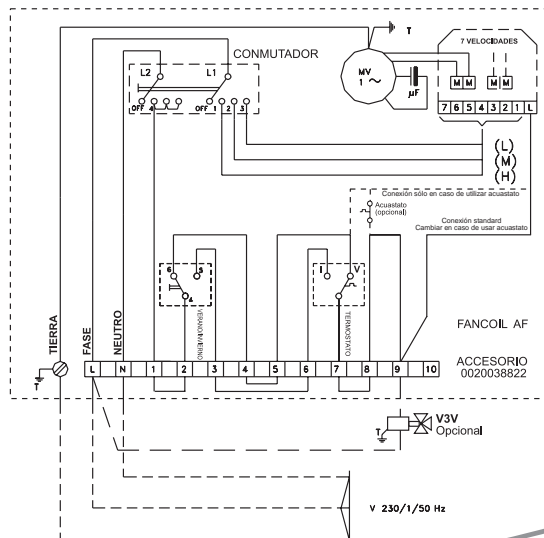 T
7 VELOCIDADES
CONMUTADOR
L2
L1
MV
1 ~
µF
M M
M M
OFF 4
OFF 1 2 3
7 6 5 4 3 2 1 L
(L)
(M)
(H)
Conexión sólo en caso de utilizar acuastato
Acuastato
(opcional)
Conexión standard
Cambiar en caso de usar acuastato
6
5
4
I
V
VERANO/INVIERNO
TERMOSTATO
FANCOIL AF
TIERRA
FASE
NEUTRO
ACCESORIO
0020038822
T
L N 1 2 3 4 5 6 7 8 9 10
V3V
Opcional
T
V 230/1/50 Hz